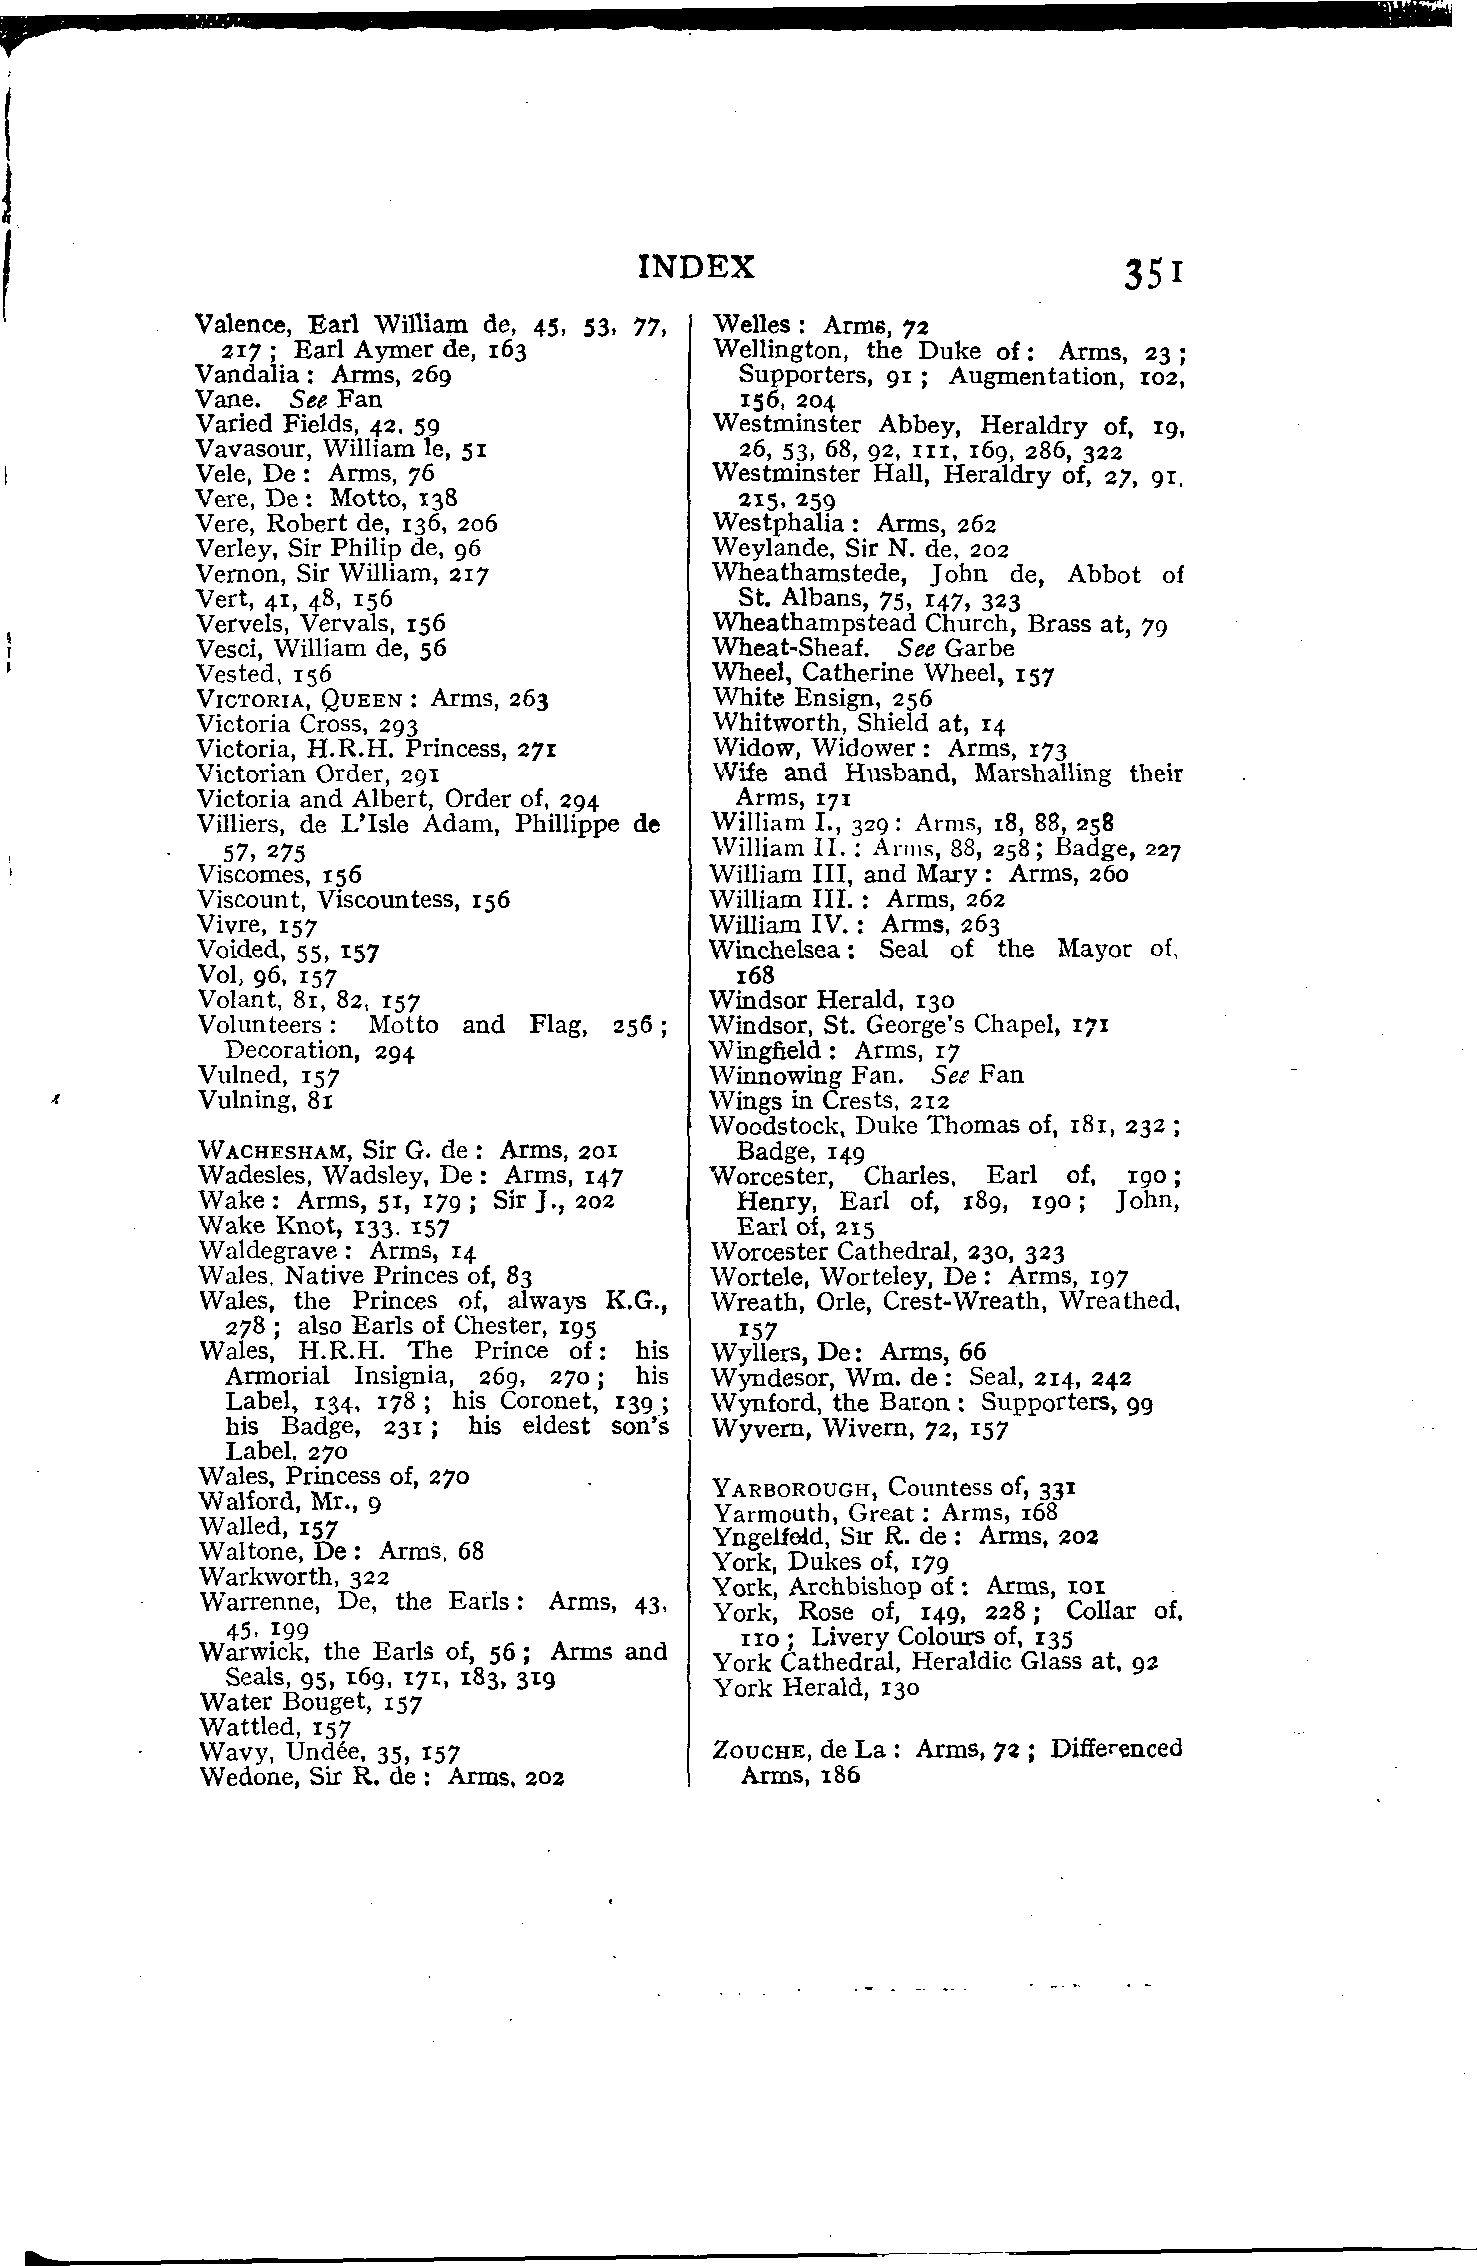 INDEX
351
Valence, Earl William de, 45, 53, 77,
217 ; Earl Aymer de, 163
Vandalia : Arms, 269
Vane. See Fan
Varied Fields, 42, 59
Vavasour, William le, 51
Vele, De : Arms, 76
Vere, De : Motto, 138
Vere, Robert de, 136, 206
Verley, Sir Philip de, 96
Vernon, Sir William, 217
Vert, 41, 48, 156
Vervels, Vervals, 156
Vesci, William de, 56
Vested, 156
VICTORIA, QUEEN : Arms, 263
Victoria Cross, 293
Victoria, H.R.H. Princess, 271
Victorian Order, 291
Victoria and Albert, Order of, 294
Villiers, de L'Isle Adam, Phillippe de
57, 275
Viscomes, 156
Viscount, Viscountess, 156
Vivre, 157
Voided, 55, 157
Vol, 96, 157
Volant, 81, 82, 157
Volunteers : Motto and Flag, 256 ;
Decoration, 294
Vulned, 157
Vulning, 81
WACHESHAM, Sir G. de : Arms, 201
Wadesles, Wadsley, De : Arms, 147
Wake : Arms, 51, 179 ; Sir J., 202
Wake Knot, 133. 157
Waldegrave : Arms, 14
Wales, Native Princes of, 83
Wales, the Princes of, always K.G.,
278 ; also Earls of Chester, 195
Wales, H.R.H. The Prince of : his
Armorial Insignia, 269, 270 ; his
Label, 134, 178 ; his Coronet, 139 ;
his Badge, 231 ; his eldest son's
Label, 270
Wales, Princess of, 270
Walford, Mr., 9
Walled, 157
Waltone, De : Arms, 68
Warkworth, 322
Warrenne, De, the Earls : Arms, 43,
45, 199
Warwick, the Earls of, 56 ; Arms and
Seals, 95, 169, 171, 183, 319
Water Bouget, 157
Wattled, 157
Wavy, Undée, 35, 157
Wedone, Sir R. de : Arms, 202
Welles : Arms, 72
Wellington, the Duke of : Arms, 23 ;
Supporters, 91 ; Augmentation, 102,
156, 204
Westminster Abbey, Heraldry of, 19,
26, 53, 68, 92, 111, 169, 286, 322
Westminster Hall, Heraldry of, 27, 91,
215, 259
Westphalia : Arms, 262
Weylande, Sir N. de, 202
Wheathamstede, John de, Abbot of
St. Albans, 75, 147, 323
Wheathampstead Church, Brass at, 79
Wheat-Sheaf. See Garbe
Wheel, Catherine Wheel, 157
White Ensign, 256
Whitworth, Shield at, 14
Widow, Widower : Arms, 173
Wife and Husband, Marshalling their
Arms, 171
William I., 329 : Arms, 18, 88, 258
William II. : Arms, 88, 258 ; Badge, 227
William III, and Mary : Arms, 260
William III. : Arms, 262
William IV. : Arms, 263
Winchelsea : Seal of the Mayor of,
168
Windsor Herald, 130
Windsor, St. George's Chapel, 171
Wingfield : Arms, 17
Winnowing Fan. See Fan
Wings in Crests, 212
Woodstock, Duke Thomas of, 181, 232 ;
Badge, 149
Worcester, Charles, Earl of, 190 ;
Henry, Earl of, 189, 190 ; John,
Earl of, 215
Worcester Cathedral, 230, 323
Wortele, Worteley, De : Arms, 197
Wreath, Orle, Crest-Wreath, Wreathed,
157
Wyllers, De : Arms, 66
Wyndesor, Wm. de : Seal, 214, 242
Wynford, the Baron : Supporters, 99
Wyvern, Wivern, 72, 157
YARBOROUGH, Countess of, 331
Yarmouth, Great : Arms, 168
Yngelfeld, Sir R. de : Arms, 202
York, Dukes of, 179
York, Archbishop of : Arms, 101
York, Rose of, 149, 228 ; Collar of,
110 ; Livery Colours of, 135
York Cathedral, Heraldic Glass at, 92
York Herald, 130
ZOUCHE, de La : Arms, 72 ; Differenced
Arms, 186